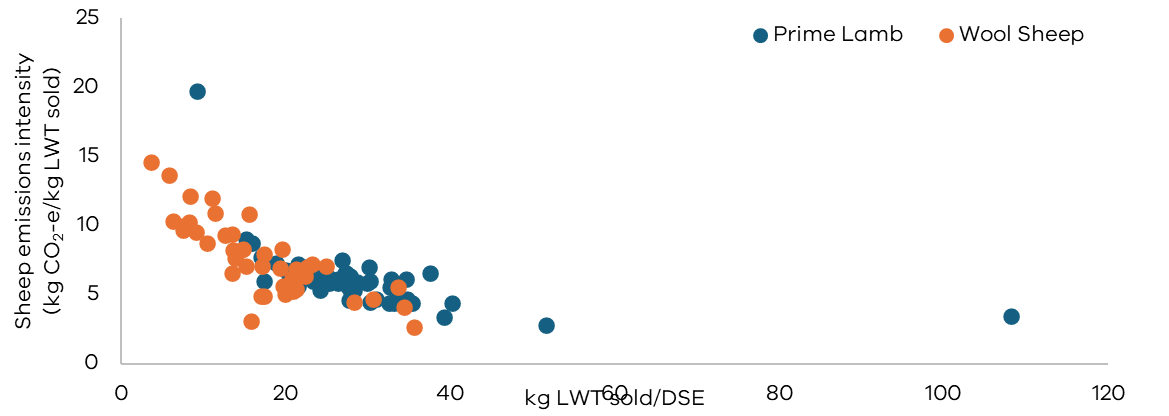 25
20
15
10
5
0
Sheep emissions intensity
(kg CO₂-e/kg LWT sold)
Prime Lamb
Wool Sheep
0 20 40 60 80 100 120
kg LWT sold/DSE